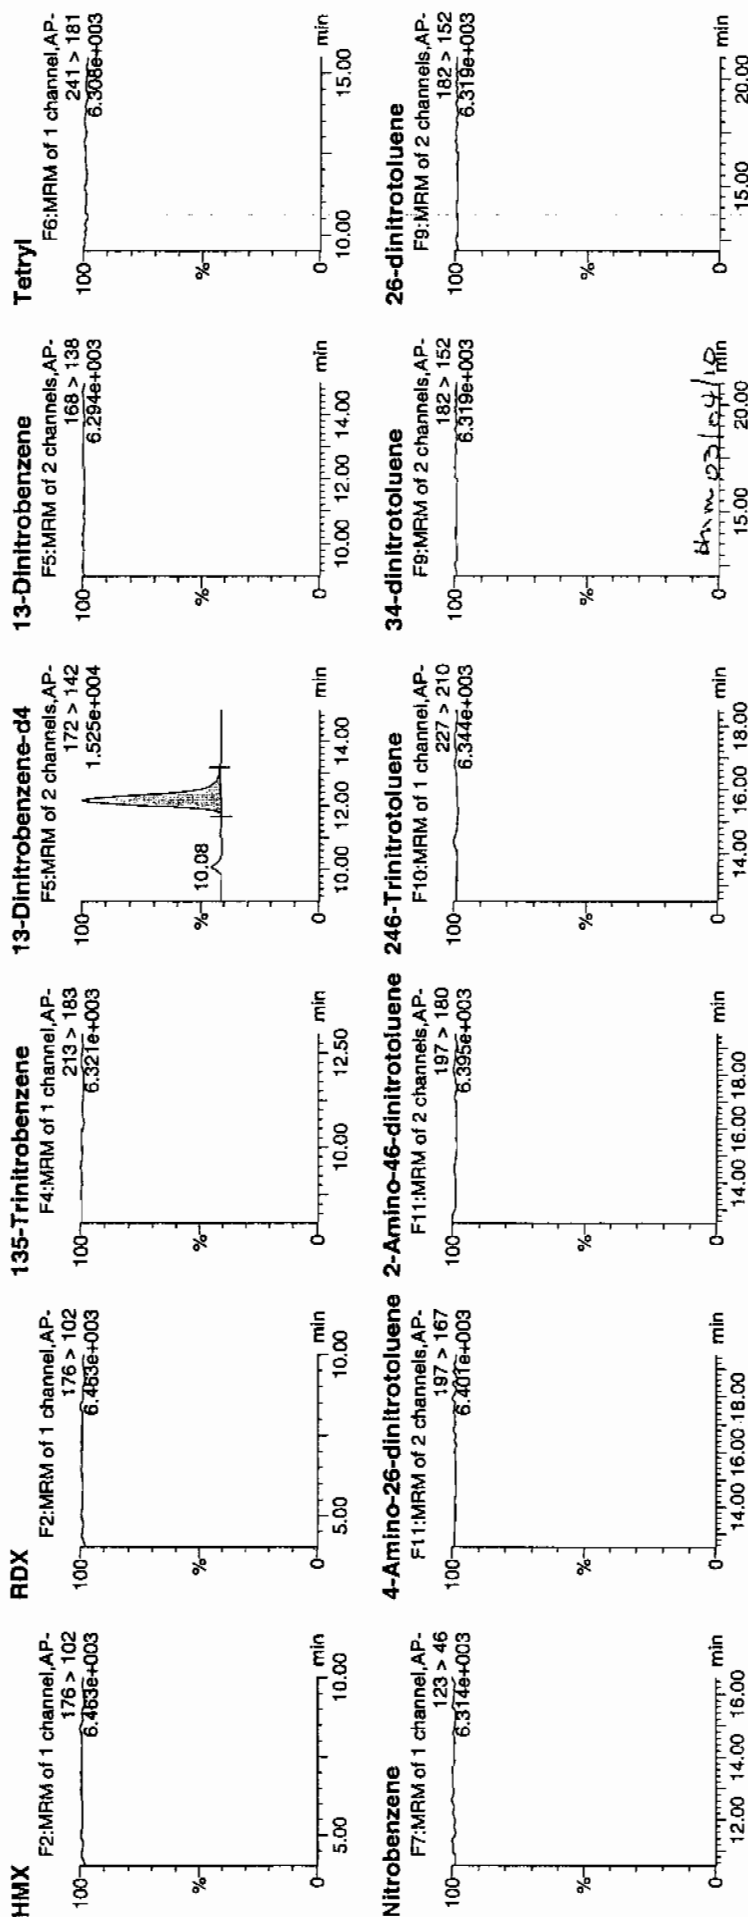 HMX
F2:MRM of 1 channel,AP-
176 > 102
6.463e+003
100
%
0
5.00
10.00
min
RDX
F2:MRM of 1 channel,AP-
176 > 102
6.463e+003
100
%
0
5.00
10.00
min
135-Trinitrobenzene
F4:MRM of 1 channel,AP-
213 > 183
6.321e+003
100
%
0
10.00
12.50
min
13-Dinitrobenzene-d4
F5:MRM of 2 channels,AP-
172 > 142
1.525e+004
100
%
10.08
0
10.00
12.00
14.00
min
13-Dinitrobenzene
F5:MRM of 2 channels,AP-
168 > 138
6.294e+003
100
%
0
10.00
12.00
14.00
min
Tetryl
F6:MRM of 1 channel,AP-
241 > 181
6.308e+003
100
%
0
10.00
15.00
min
Nitrobenzene
F7:MRM of 1 channel,AP-
123 > 46
6.314e+003
100
%
0
12.00
14.00
16.00
min
4-Amino-26-dinitrotoluene
F11:MRM of 2 channels,AP-
197 > 167
6.401e+003
100
%
0
14.00
16.00
18.00
min
2-Amino-46-dinitrotoluene
F11:MRM of 2 channels,AP-
197 > 180
6.395e+003
100
%
0
14.00
16.00
18.00
min
246-Trinitrotoluene
F10:MRM of 1 channel,AP-
227 > 210
6.344e+003
100
%
0
14.00
16.00
18.00
min
34-dinitrotoluene
F9:MRM of 2 channels,AP-
182 > 152
6.319e+003
100
%
0
15.00
20.00
min
03/04/10
26-dinitrotoluene
F9:MRM of 2 channels,AP-
182 > 152
6.319e+003
100
%
0
15.00
20.00
min